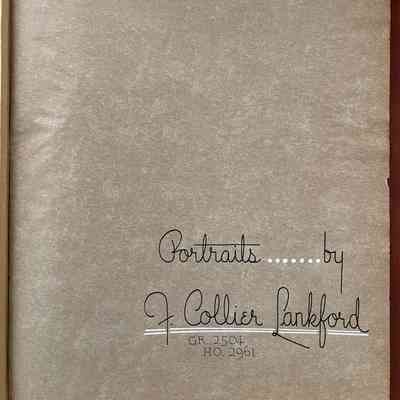 Portraits.......by
F Collier Lankford
GR. 2504
HO. 2961